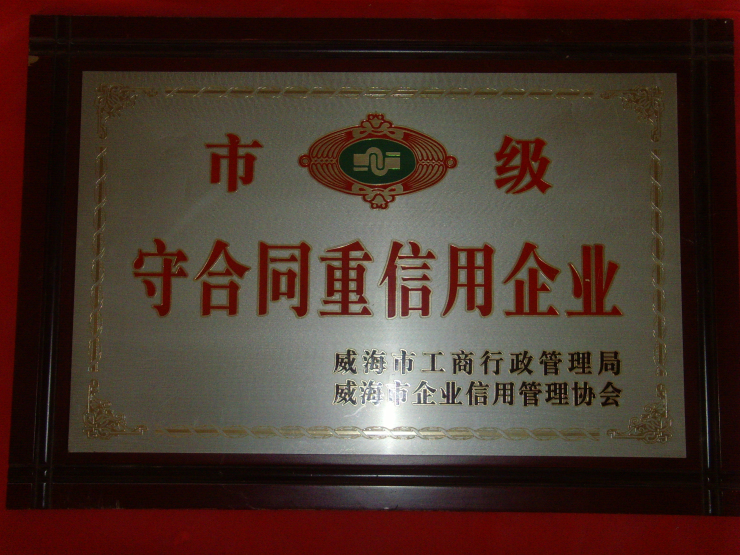 市 级
守合同重信用企业
威海市工商行政管理局
威海市企业信用管理协会